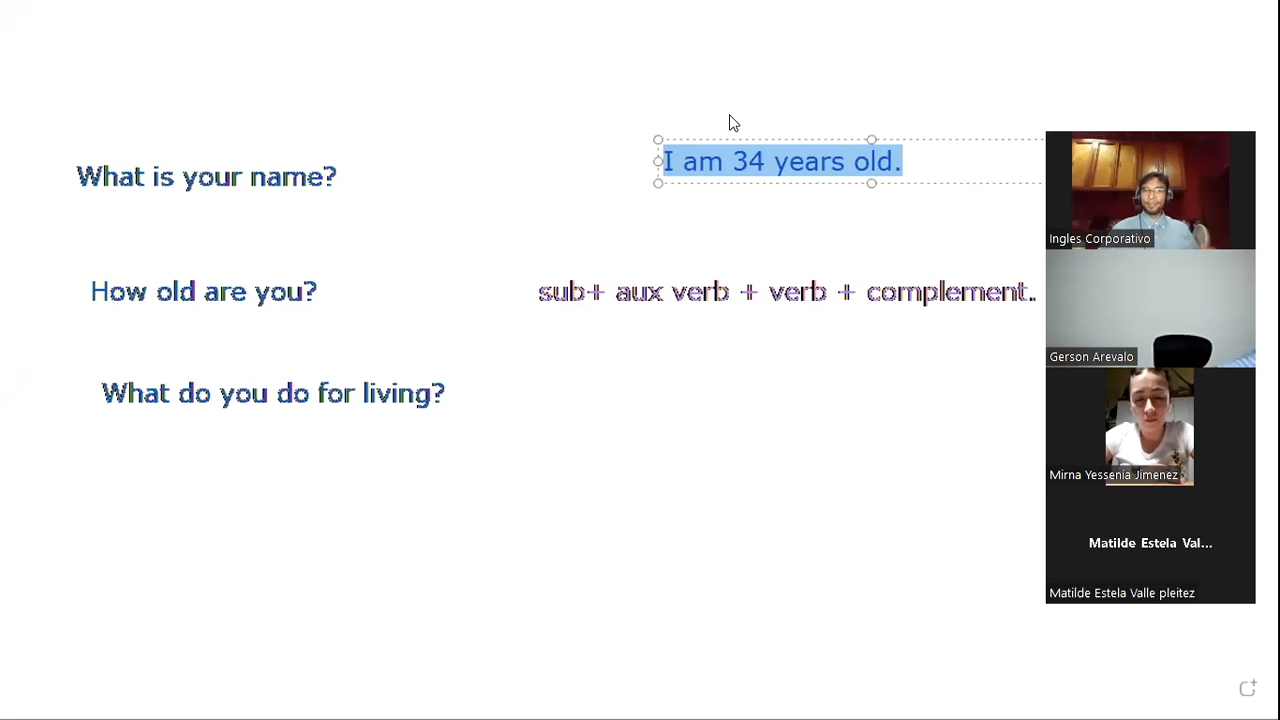 What is your name?
I am 34 years old.
How old are you?
sub+ aux verb + verb + complement.
What do you do for living?
Ingles Corporativo
Gerson Arevalo
Mirna Yessenia Jimenez
Matilde Estela Val...
Matilde Estela Valle pleitez